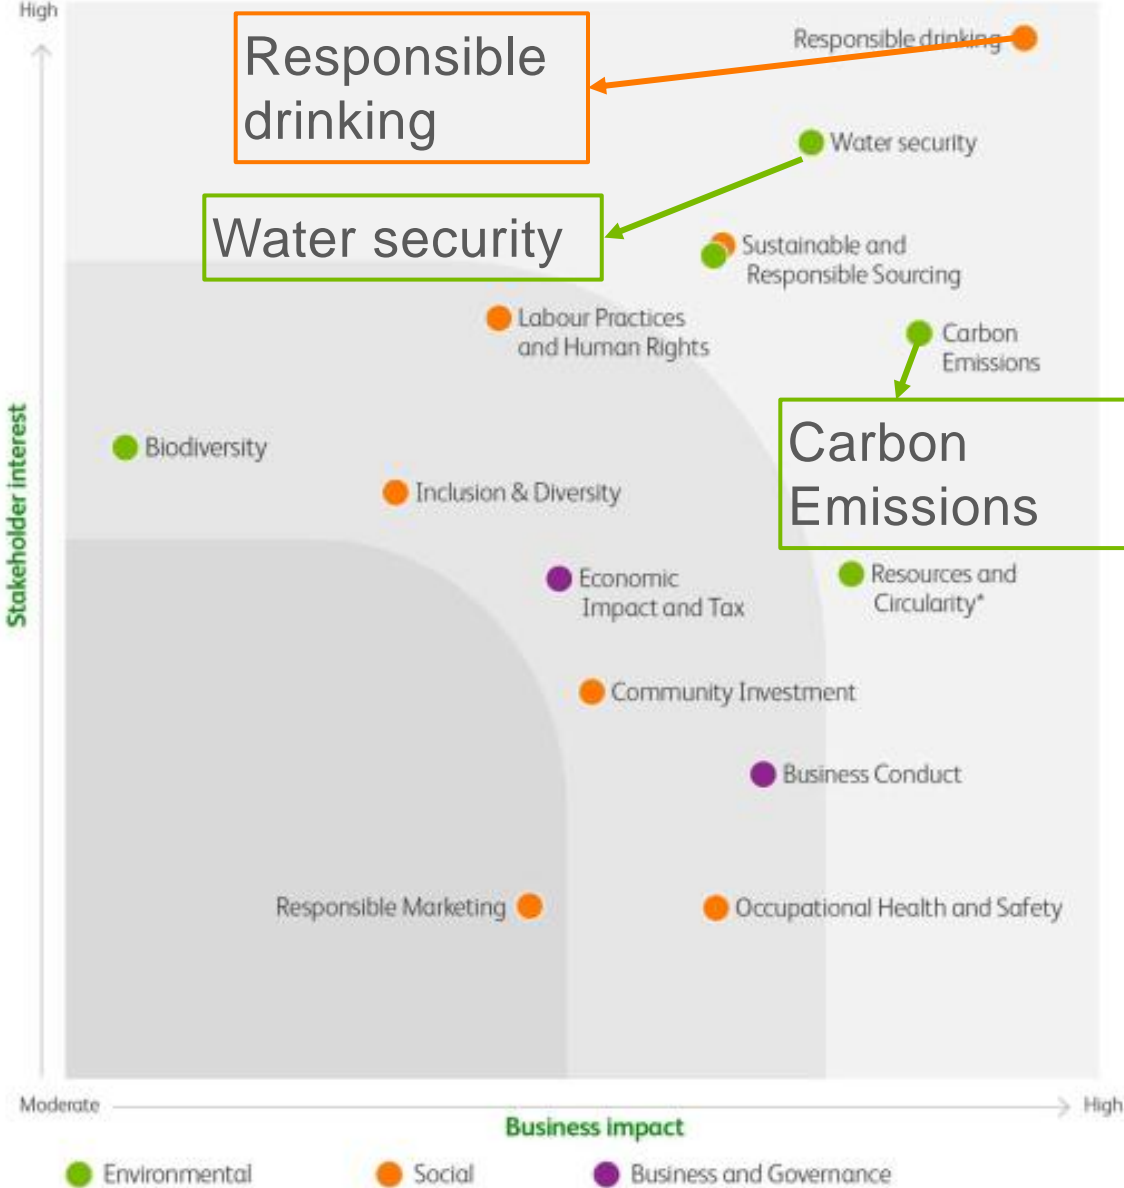 High
Responsible
drinking
Responsible drinking
Water security
Water security
Sustainable and
Responsible Sourcing
Labour Practices
and Human Rights
Carbon
Emissions
Carbon
Emissions
Stakeholder interest
Biodiversity
Inclusion & Diversity
Economic
Impact and Tax
Resources and
Circularity*
Community Investment
Business Conduct
Responsible Marketing
Occupational Health and Safety
Moderate
High
Business impact
Environmental
Social
Business and Governance